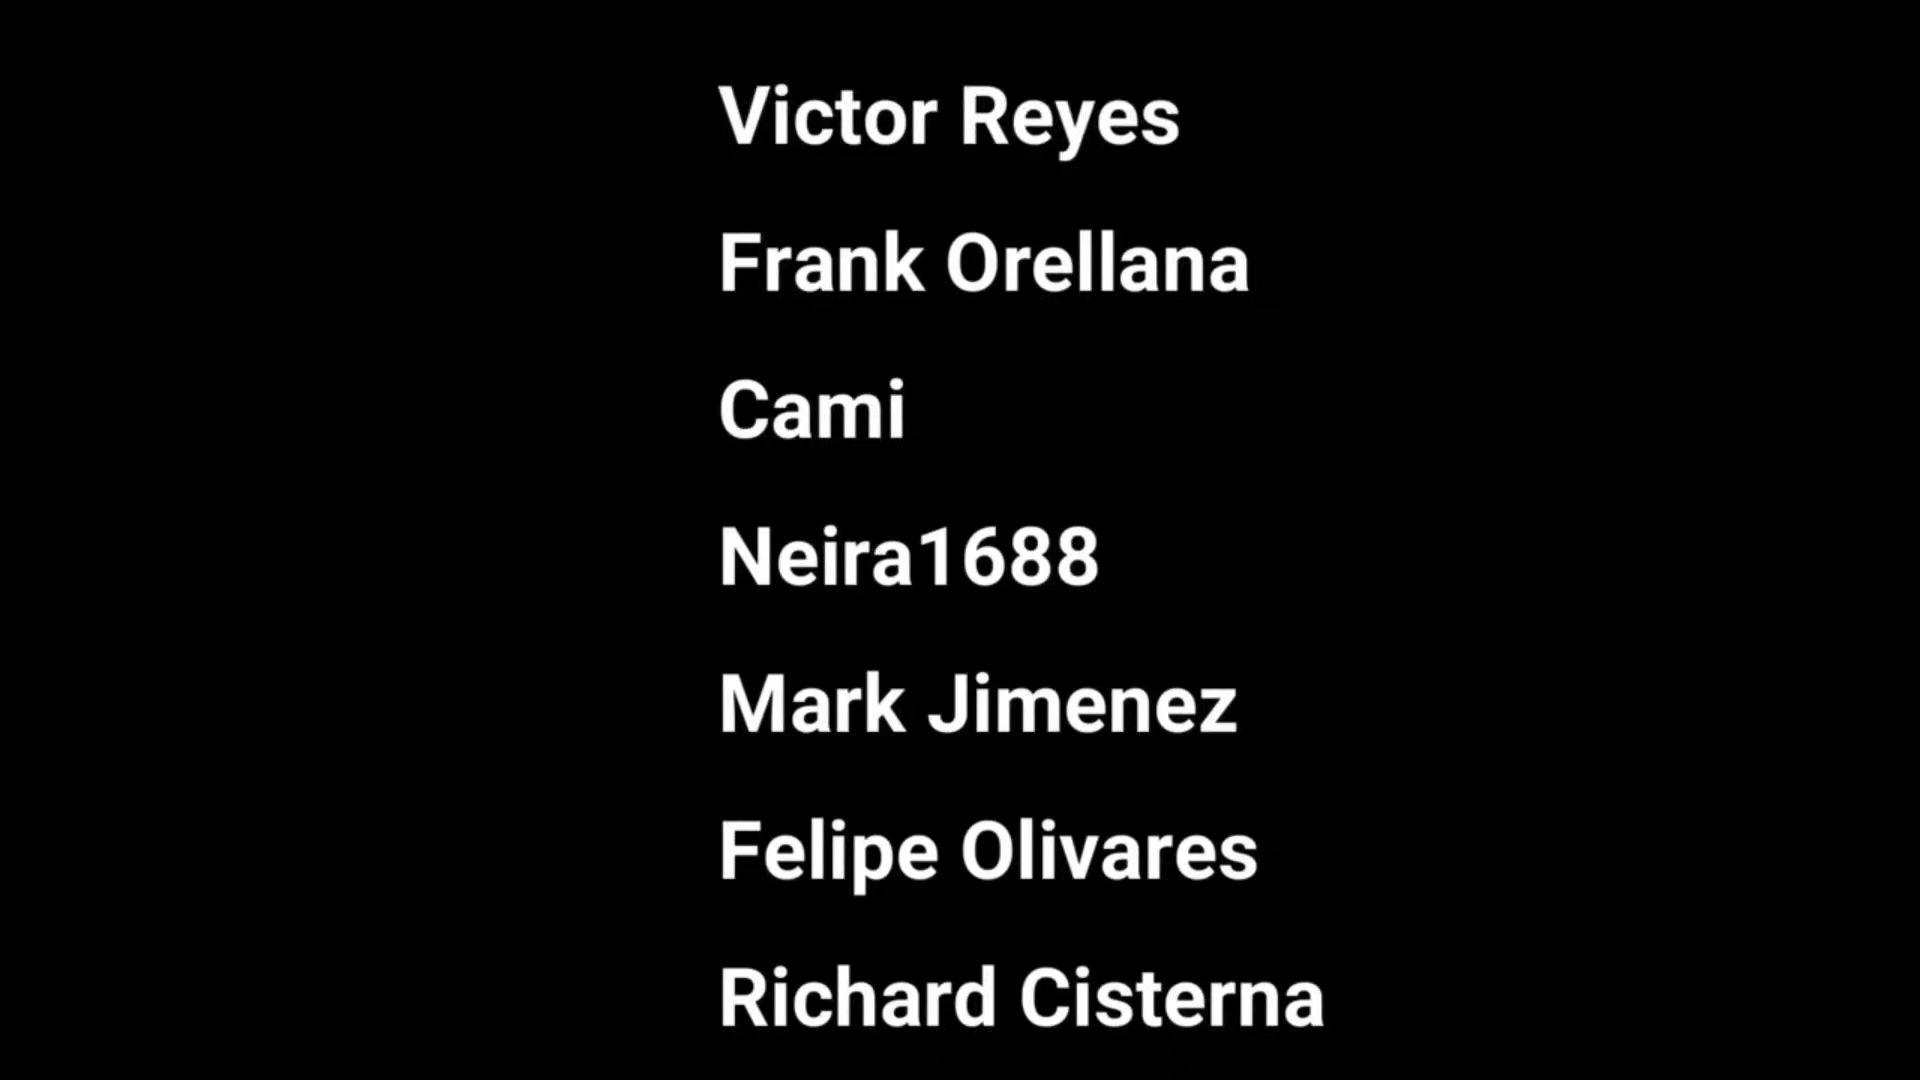 Victor Reyes
Frank Orellana
Cami
Neira1688
Mark Jimenez
Felipe Olivares
Richard Cisterna